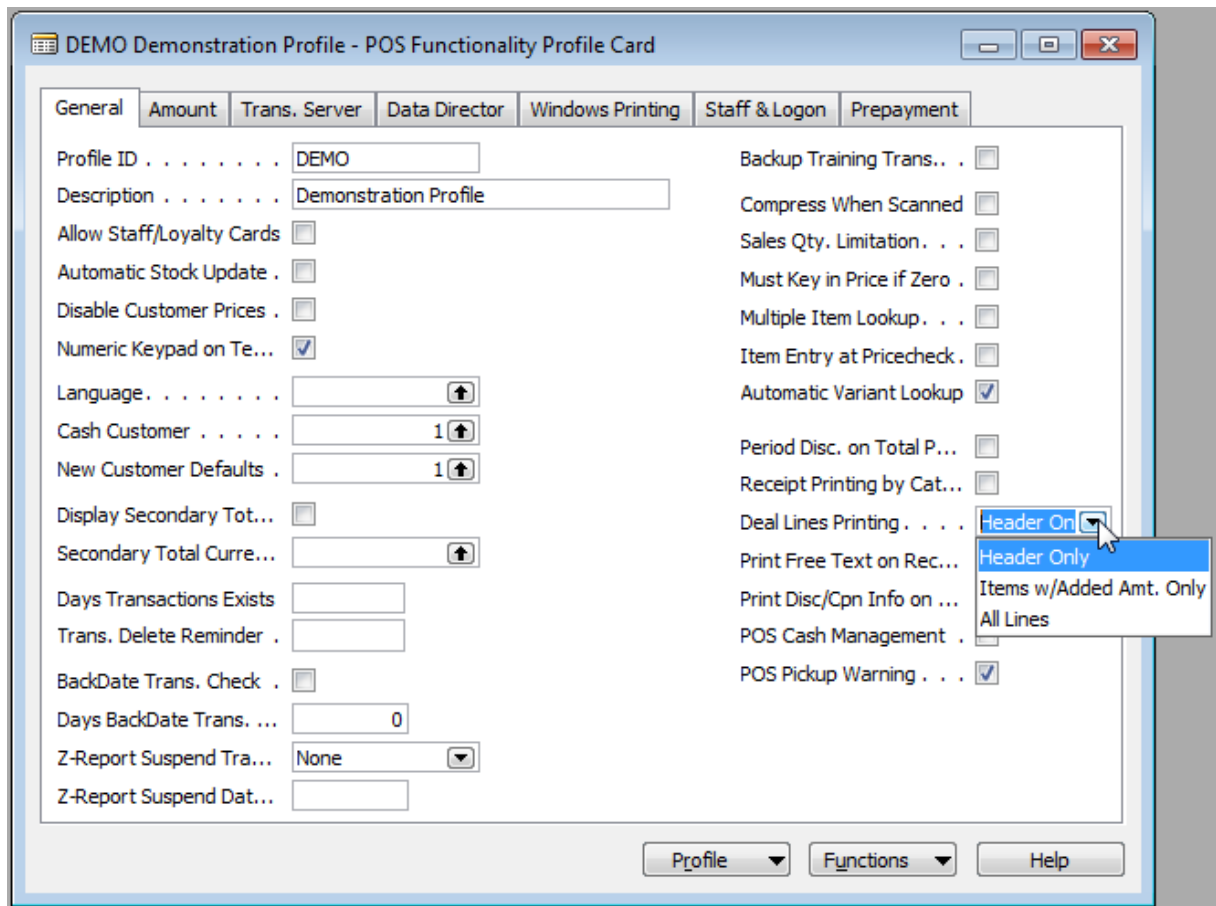 DEMO Demonstration Profile - POS Functionality Profile Card
General Amount Trans. Server Data Director Windows Printing Staff & Logon Prepayment
Profile ID . . . . . . . . DEMO
Description . . . . . . . Demonstration Profile
Allow Staff/Loyalty Cards
Automatic Stock Update .
Disable Customer Prices .
Numeric Keypad on Te...
Language. . . . . . . .
Cash Customer . . . . . 1
New Customer Defaults . 1
Display Secondary Tot...
Secondary Total Curre...
Days Transactions Exists
Trans. Delete Reminder .
BackDate Trans. Check .
Days BackDate Trans. ... 0
Z-Report Suspend Tra... None
Z-Report Suspend Dat...
Backup Training Trans.. .
Compress When Scanned
Sales Qty. Limitation. . .
Must Key in Price if Zero .
Multiple Item Lookup. . .
Item Entry at Pricecheck .
Automatic Variant Lookup
Period Disc. on Total P...
Receipt Printing by Cat...
Deal Lines Printing . . . . Header On
Header Only
Items w/Added Amt. Only
All Lines
Print Free Text on Rec...
Print Disc/Cpn Info on ...
POS Cash Management .
POS Pickup Warning . . .
Profile Functions Help